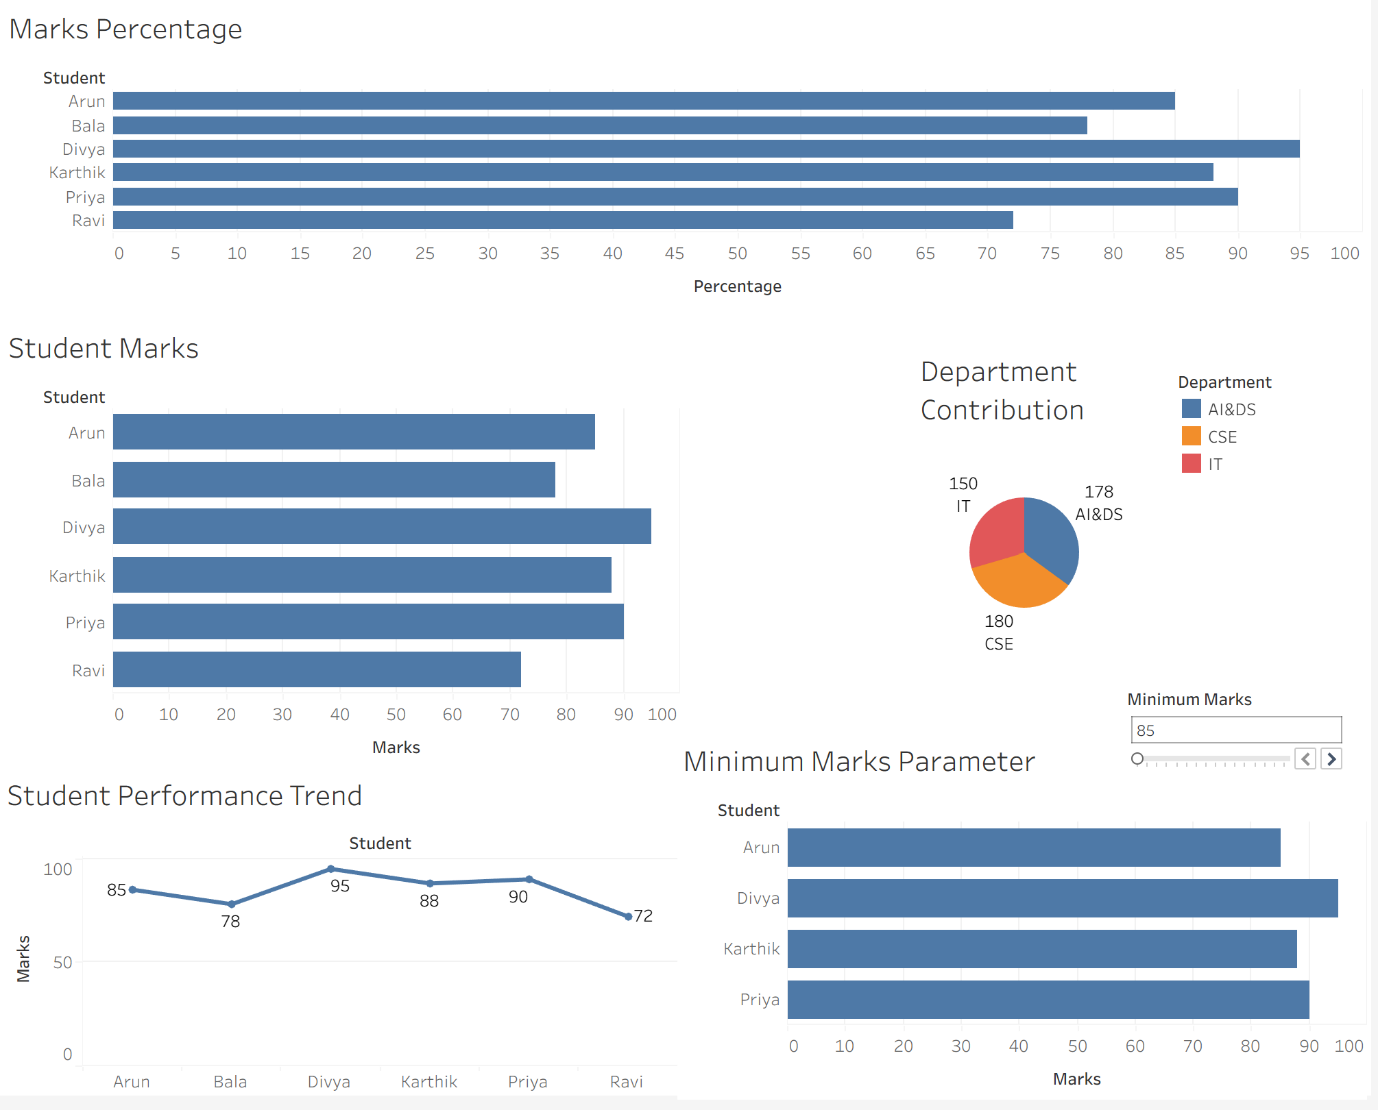 Marks Percentage
Student
Arun
Bala
Divya
Karthik
Priya
Ravi
0 5 10 15 20 25 30 35 40 45 50 55 60 65 70 75 80 85 90 95 100
Percentage
Student Marks
Student
Arun
Bala
Divya
Karthik
Priya
Ravi
0 10 20 30 40 50 60 70 80 90 100
Marks
Department
Contribution
150
IT
178
AI&DS
180
CSE
Department
AI&DS
CSE
IT
Minimum Marks
85
Student Performance Trend
Student
Marks
100
50
0
85
78
95
88
90
72
Arun Bala Divya Karthik Priya Ravi
Minimum Marks Parameter
Student
Arun
Divya
Karthik
Priya
0 10 20 30 40 50 60 70 80 90 100
Marks